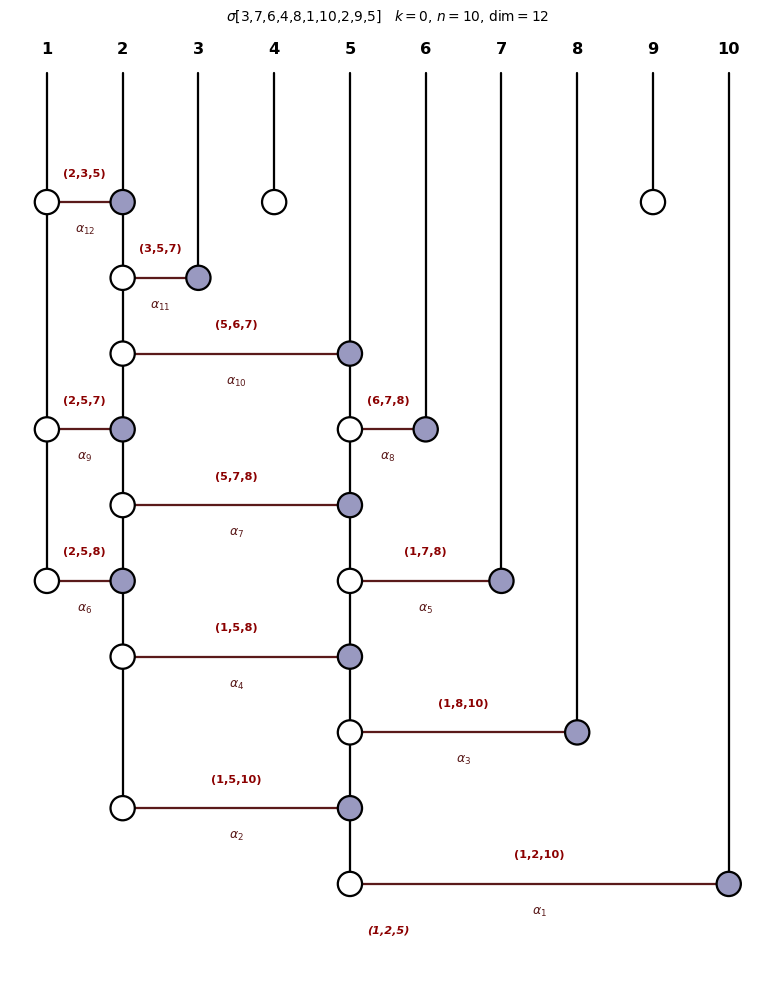 σ[3,7,6,4,8,1,10,2,9,5]   k=0, n=10, dim=12
1 2 3 4 5 6 7 8 9 10
(2,3,5)
α12
(3,5,7)
α11
(5,6,7)
α10
(2,5,7) (6,7,8)
α9 α8
(5,7,8)
α7
(2,5,8) (1,7,8)
α6 α5
(1,5,8)
α4
(1,8,10)
α3
(1,5,10)
α2
(1,2,10)
α1
(1,2,5)